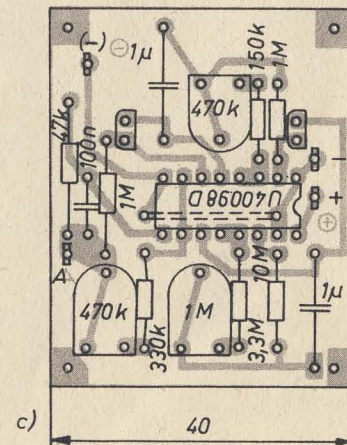 (-)
⊖
1µ
150k
1M
47k
100n
470k
1M
U40098D
-
+
⊕
A
470k
330k
1M
10M
3,3M
1µ
c)
40